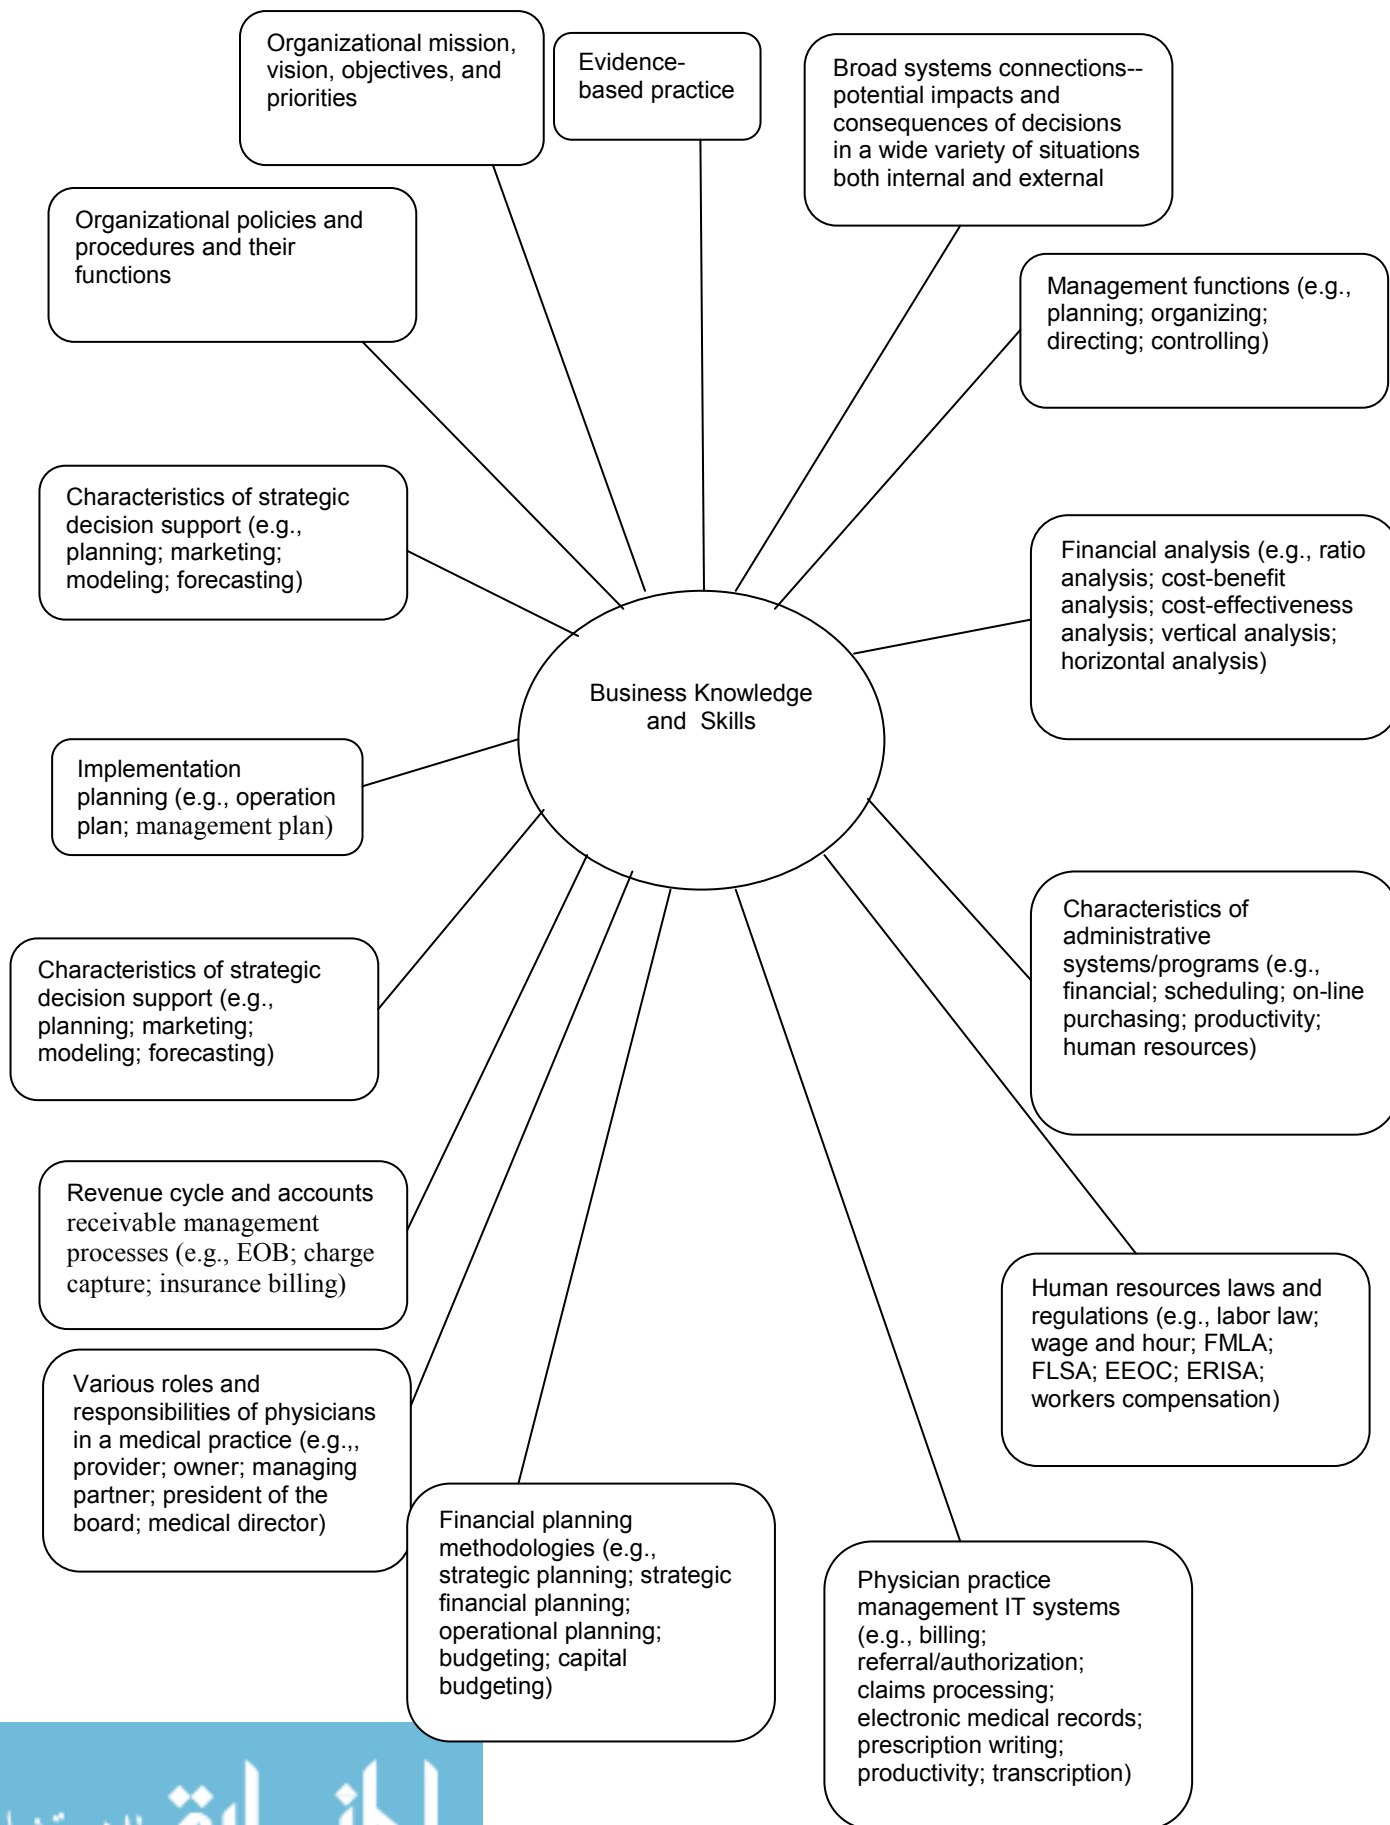 Organizational mission,
vision, objectives, and
priorities
Evidence-
based practice
Broad systems connections--
potential impacts and
consequences of decisions
in a wide variety of situations
both internal and external
Organizational policies and
procedures and their
functions
Management functions (e.g.,
planning; organizing;
directing; controlling)
Characteristics of strategic
decision support (e.g.,
planning; marketing;
modeling; forecasting)
Financial analysis (e.g., ratio
analysis; cost-benefit
analysis; cost-effectiveness
analysis; vertical analysis;
horizontal analysis)
Business Knowledge
and Skills
Implementation
planning (e.g., operation
plan; management plan)
Characteristics of
administrative
systems/programs (e.g.,
financial; scheduling; on-line
purchasing; productivity;
human resources)
Characteristics of strategic
decision support (e.g.,
planning; marketing;
modeling; forecasting)
Revenue cycle and accounts
receivable management
processes (e.g., EOB; charge
capture; insurance billing)
Human resources laws and
regulations (e.g., labor law;
wage and hour; FMLA;
FLSA; EEOC; ERISA;
workers compensation)
Various roles and
responsibilities of physicians
in a medical practice (e.g.,,
provider; owner; managing
partner; president of the
board; medical director)
Financial planning
methodologies (e.g.,
strategic planning; strategic
financial planning;
operational planning;
budgeting; capital
budgeting)
Physician practice
management IT systems
(e.g., billing;
referral/authorization;
claims processing;
electronic medical records;
prescription writing;
productivity; transcription)